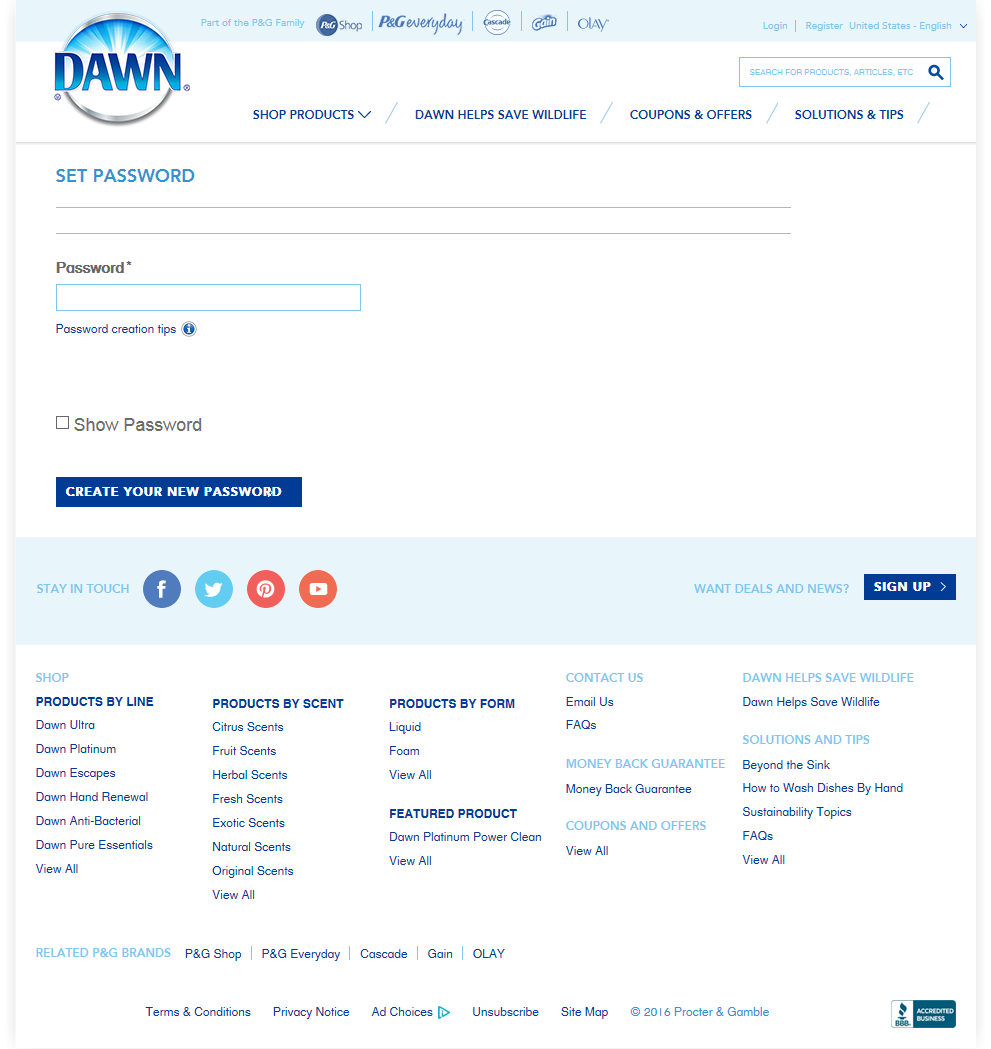 Part of the P&G Family P&G Shop P&G everyday Cascade Gain OLAY
Login Register United States - English
DAWN
SEARCH FOR PRODUCTS, ARTICLES, ETC
SHOP PRODUCTS DAWN HELPS SAVE WILDLIFE COUPONS & OFFERS SOLUTIONS & TIPS
SET PASSWORD
Password*
Password creation tips
Show Password
CREATE YOUR NEW PASSWORD
STAY IN TOUCH
WANT DEALS AND NEWS? SIGN UP >
SHOP
PRODUCTS BY LINE
Dawn Ultra
Dawn Platinum
Dawn Escapes
Dawn Hand Renewal
Dawn Anti-Bacterial
Dawn Pure Essentials
View All
PRODUCTS BY SCENT
Citrus Scents
Fruit Scents
Herbal Scents
Fresh Scents
Exotic Scents
Natural Scents
Original Scents
View All
PRODUCTS BY FORM
Liquid
Foam
View All
FEATURED PRODUCT
Dawn Platinum Power Clean
View All
CONTACT US
Email Us
FAQs
MONEY BACK GUARANTEE
Money Back Guarantee
COUPONS AND OFFERS
View All
DAWN HELPS SAVE WILDLIFE
Dawn Helps Save Wildlife
SOLUTIONS AND TIPS
Beyond the Sink
How to Wash Dishes By Hand
Sustainability Topics
FAQs
View All
RELATED P&G BRANDS P&G Shop P&G Everyday Cascade Gain OLAY
Terms & Conditions Privacy Notice Ad Choices Unsubscribe Site Map © 2016 Procter & Gamble
BBB. ACCREDITED
BUSINESS